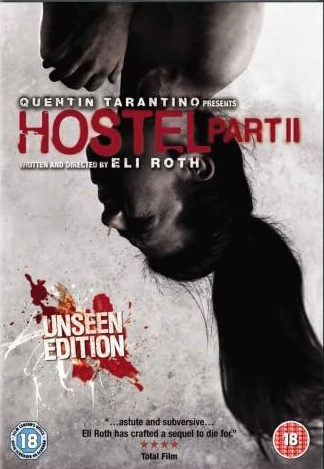 QUENTIN TARANTINO PRESENTS
HOSTEL PART II
WRITTEN AND DIRECTED BY ELI ROTH
UNSEEN
EDITION
"...astute and subversive...
Eli Roth has crafted a sequel to die for."
★★★★
Total Film
18
18